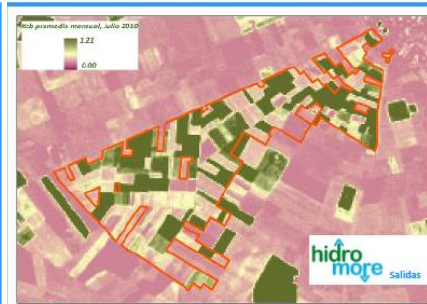 Kcb promedio mensual, Julio 2010
1.21
0.00
hidro
more
Salidas